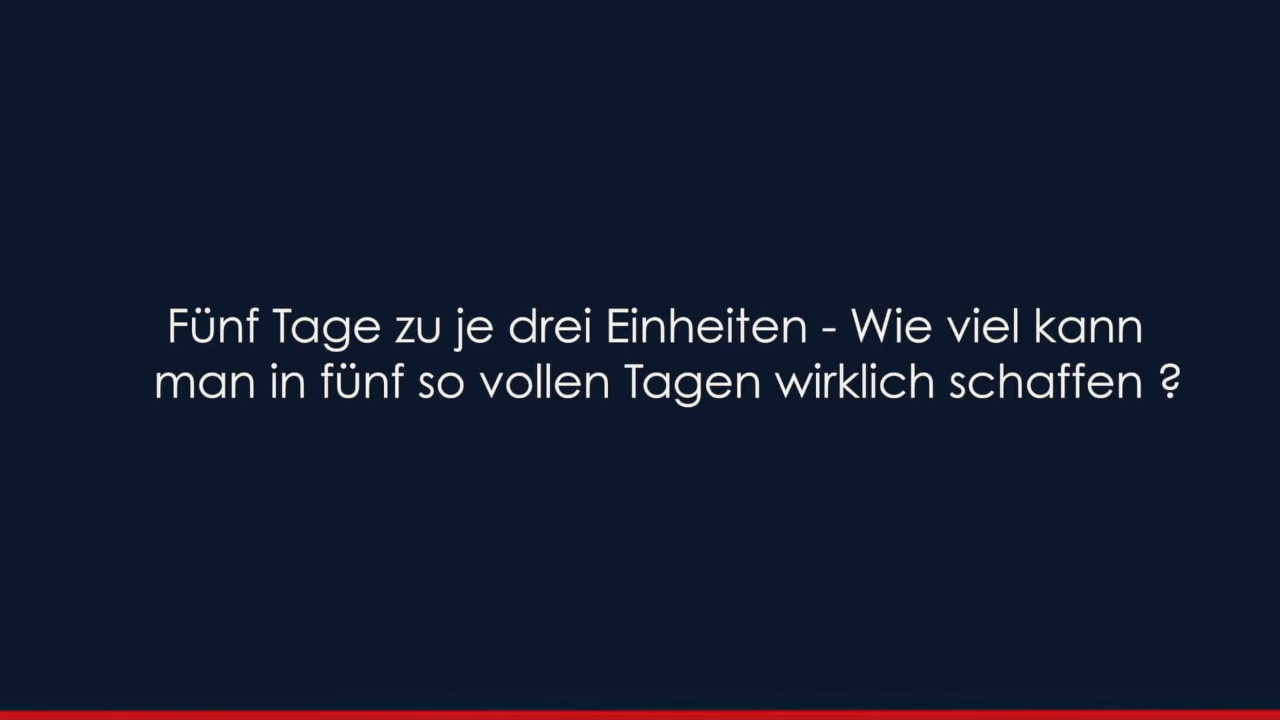 Fünf Tage zu je drei Einheiten - Wie viel kann
man in fünf so vollen Tagen wirklich schaffen ?